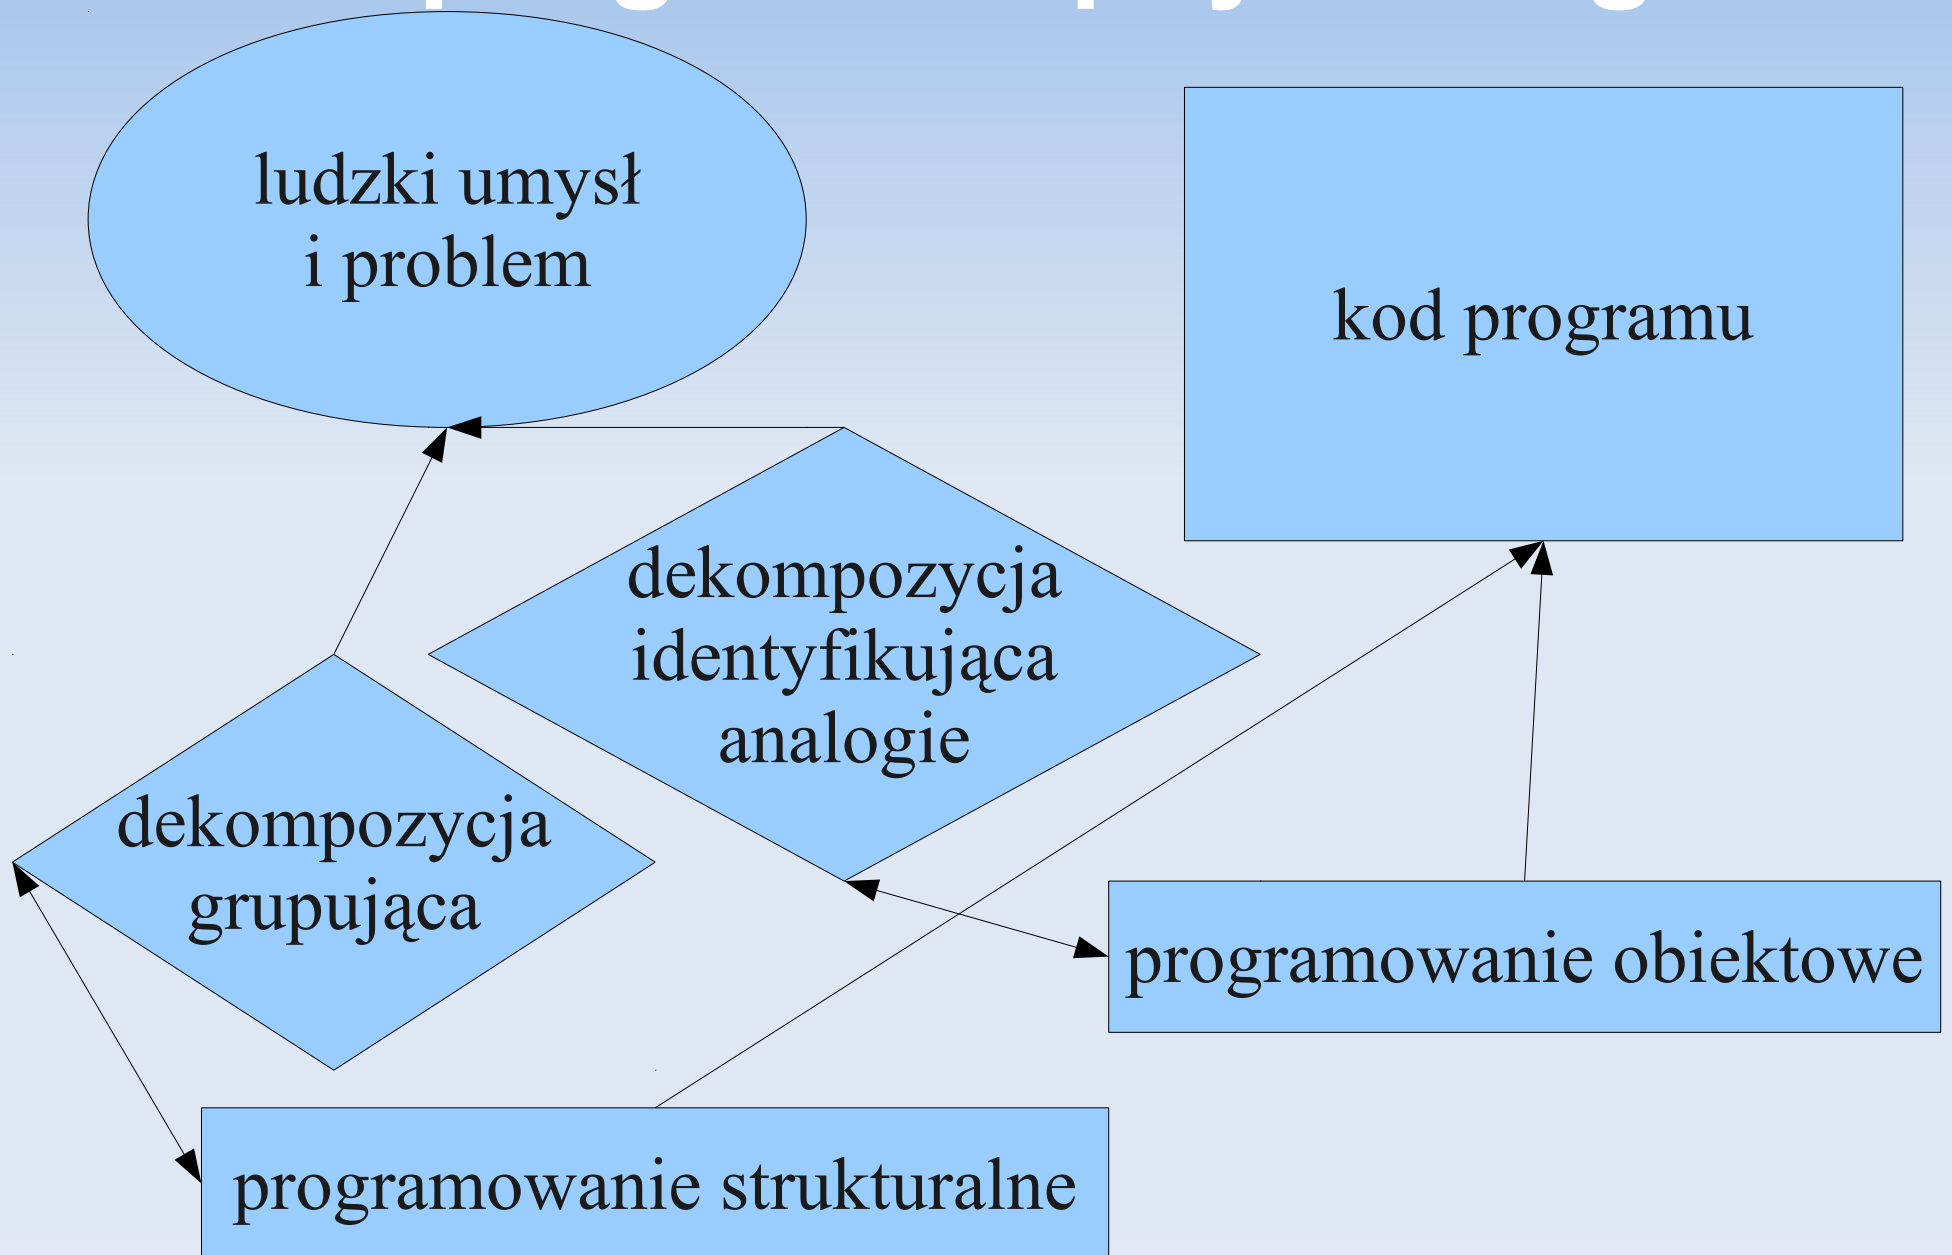 ludzki umysł
i problem
kod programu
dekompozycja
identyfikująca
analogie
dekompozycja
grupująca
programowanie obiektowe
programowanie strukturalne